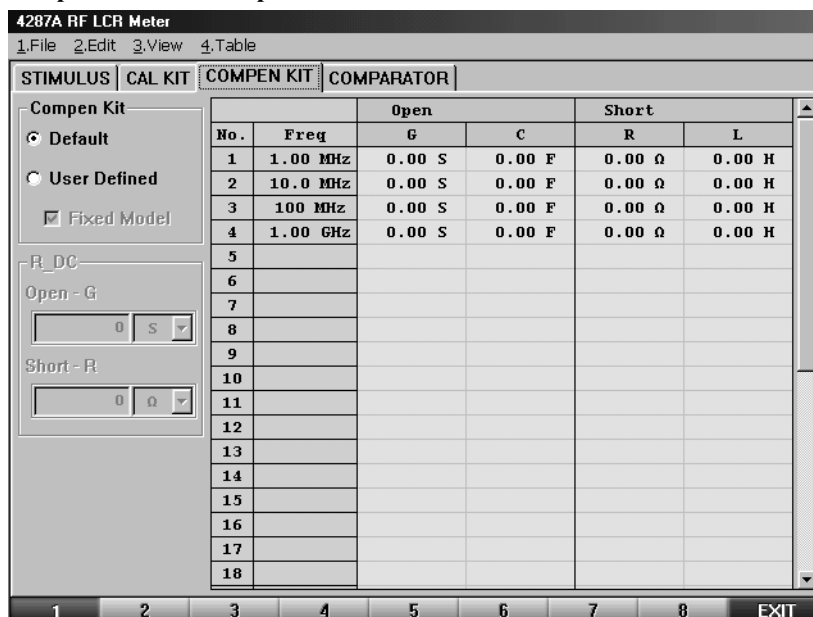 4287A RF LCR Meter
1.File 2.Edit 3.View 4.Table
STIMULUS CAL KIT COMPEN KIT COMPARATOR
Compen Kit
Default
User Defined
Fixed Model
R_DC
Open - G
0 S
Short - R
0 Ω
Open Short
No. Freq G C R L
1 1.00 MHz 0.00 S 0.00 F 0.00 Ω 0.00 H
2 10.0 MHz 0.00 S 0.00 F 0.00 Ω 0.00 H
3 100 MHz 0.00 S 0.00 F 0.00 Ω 0.00 H
4 1.00 GHz 0.00 S 0.00 F 0.00 Ω 0.00 H
5
6
7
8
9
10
11
12
13
14
15
16
17
18
1 2 3 4 5 6 7 8 EXIT